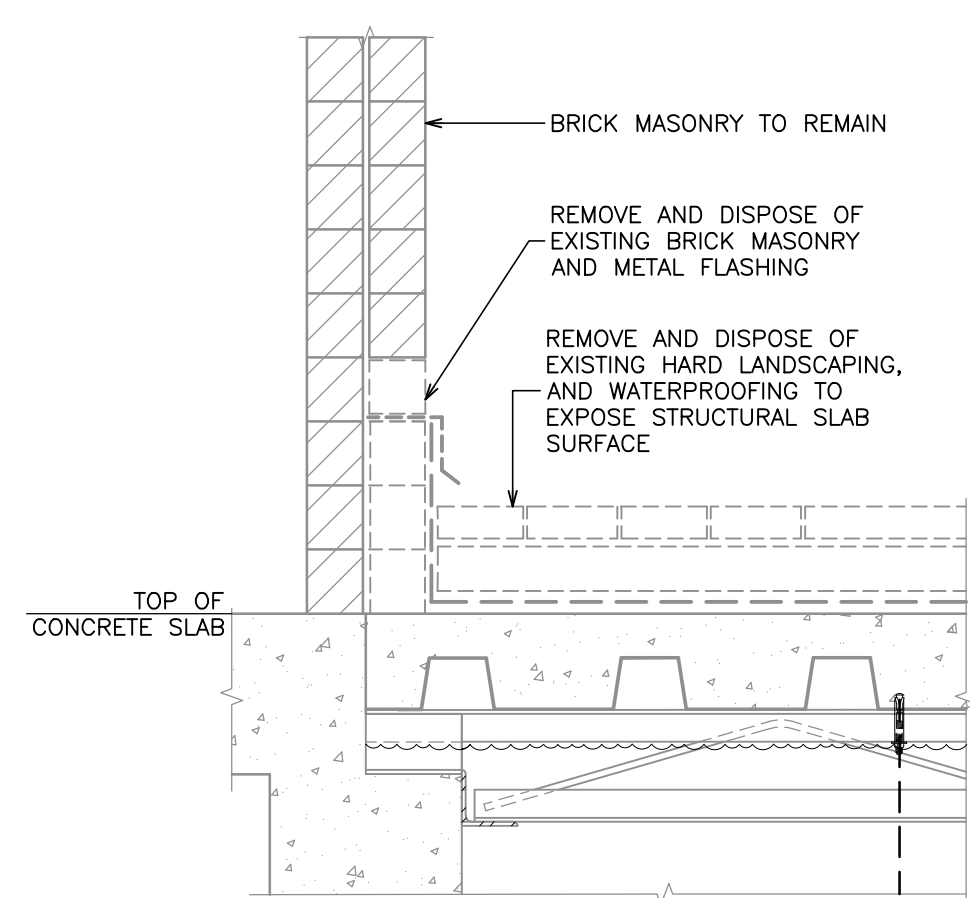 BRICK MASONRY TO REMAIN
REMOVE AND DISPOSE OF
EXISTING BRICK MASONRY
AND METAL FLASHING
REMOVE AND DISPOSE OF
EXISTING HARD LANDSCAPING,
AND WATERPROOFING TO
EXPOSE STRUCTURAL SLAB
SURFACE
TOP OF
CONCRETE SLAB